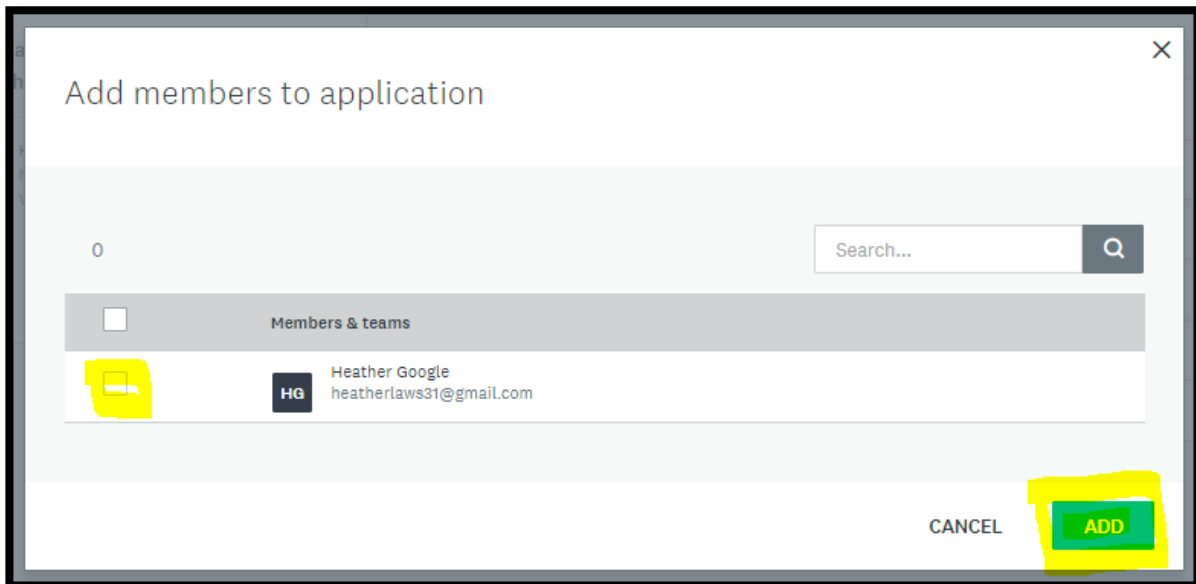 Add members to application
0
Search...
Members & teams
HG
Heather Google
heatherlaws31@gmail.com
CANCEL
ADD